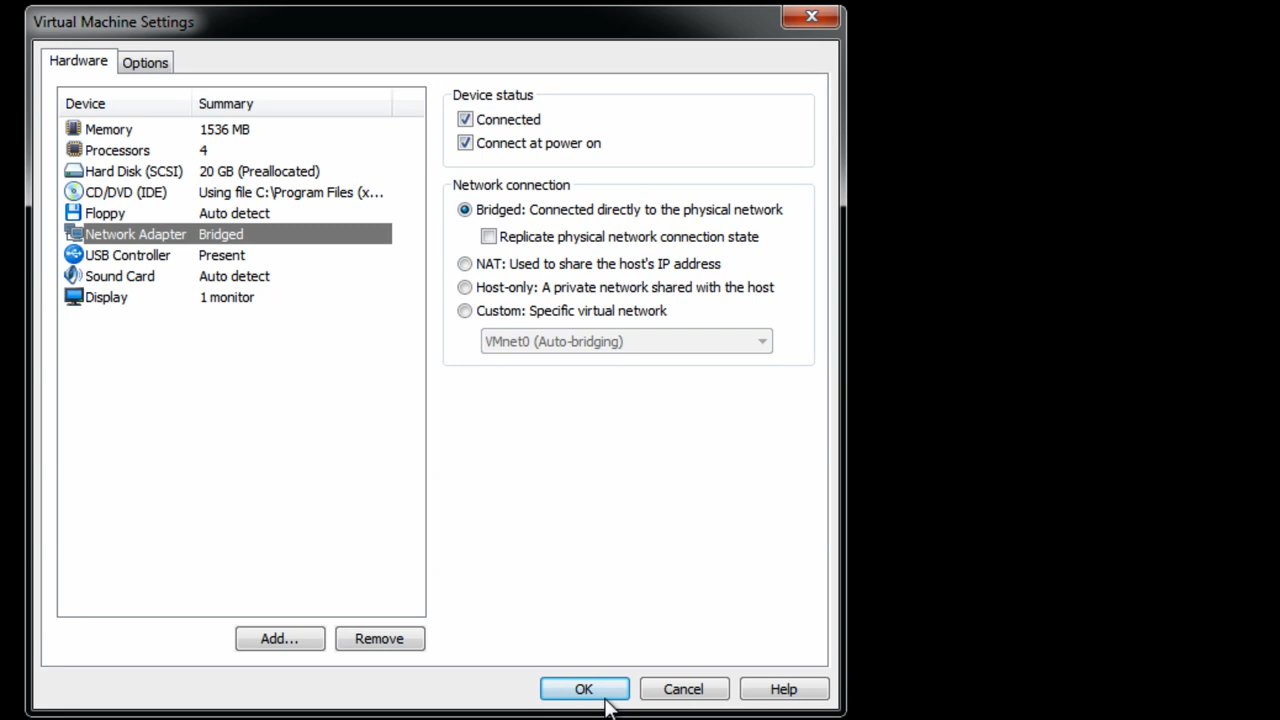 Virtual Machine Settings
Hardware
Options
Device Summary
Memory 1536 MB
Processors 4
Hard Disk (SCSI) 20 GB (Preallocated)
CD/DVD (IDE) Using file C:\Program Files (x...
Floppy Auto detect
Network Adapter Bridged
USB Controller Present
Sound Card Auto detect
Display 1 monitor
Add...
Remove
Device status
Connected
Connect at power on
Network connection
Bridged: Connected directly to the physical network
Replicate physical network connection state
NAT: Used to share the host's IP address
Host-only: A private network shared with the host
Custom: Specific virtual network
VMnet0 (Auto-bridging)
OK
Cancel
Help